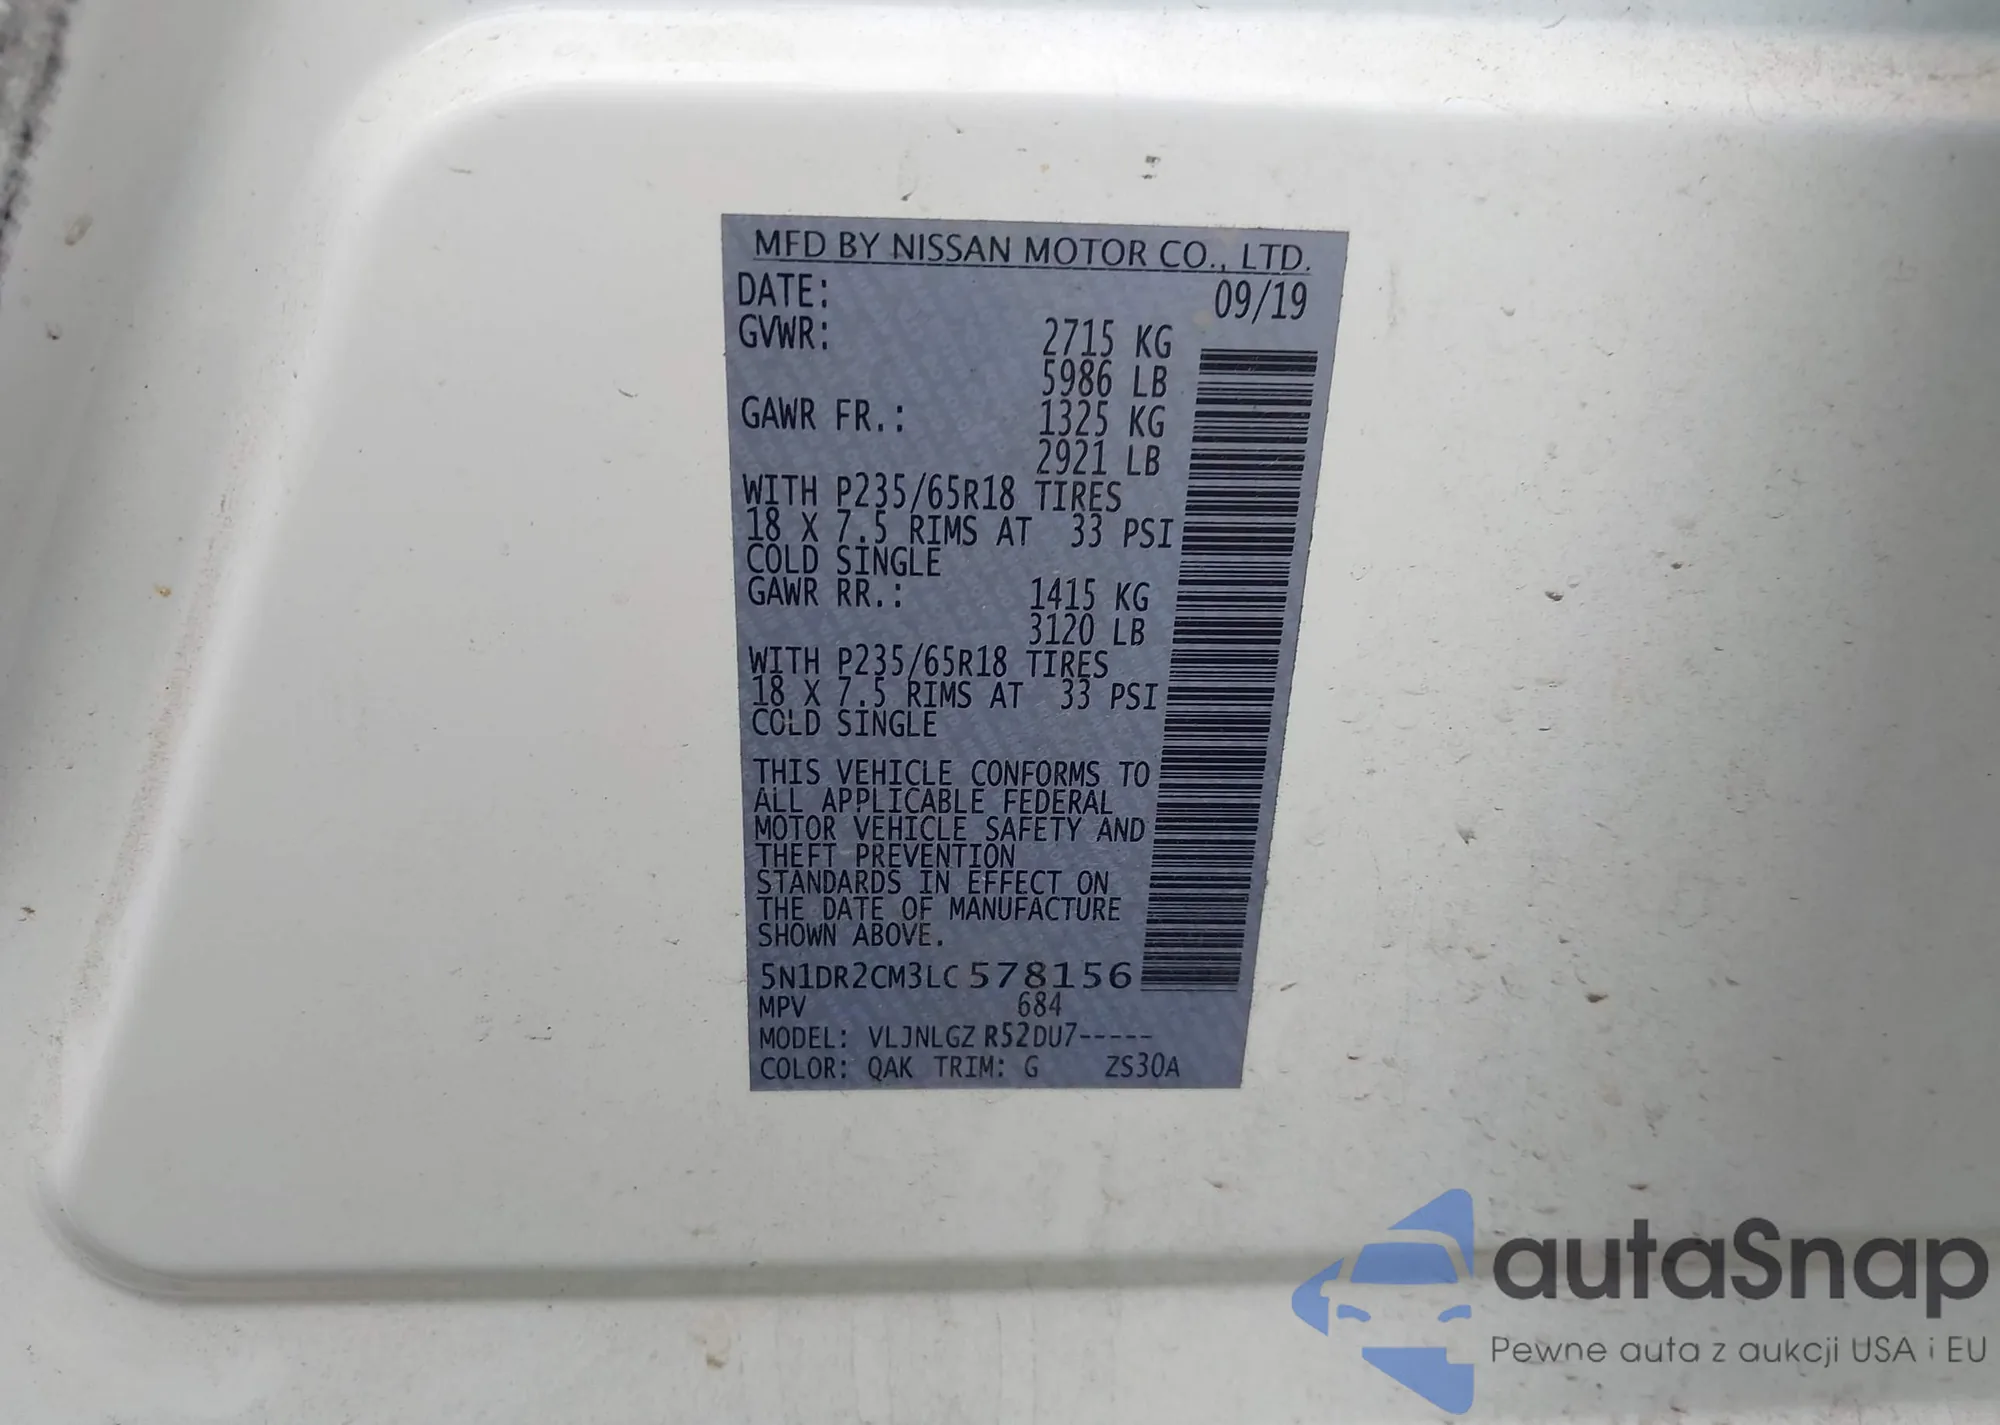 MFD BY NISSAN MOTOR CO., LTD.
DATE: 09/19
GVWR: 2715 KG
5986 LB
GAWR FR.: 1325 KG
2921 LB
WITH P235/65R18 TIRES
18 X 7.5 RIMS AT 33 PSI
COLD SINGLE
GAWR RR.: 1415 KG
3120 LB
WITH P235/65R18 TIRES
18 X 7.5 RIMS AT 33 PSI
COLD SINGLE
THIS VEHICLE CONFORMS TO
ALL APPLICABLE FEDERAL
MOTOR VEHICLE SAFETY AND
THEFT PREVENTION
STANDARDS IN EFFECT ON
THE DATE OF MANUFACTURE
SHOWN ABOVE.
5N1DR2CM3LC578156
MPV 684
MODEL: VLJNLGZ R52DU7-----
COLOR: QAK TRIM: G ZS30A
autaSnap
Pewne auta z aukcji USA i EU